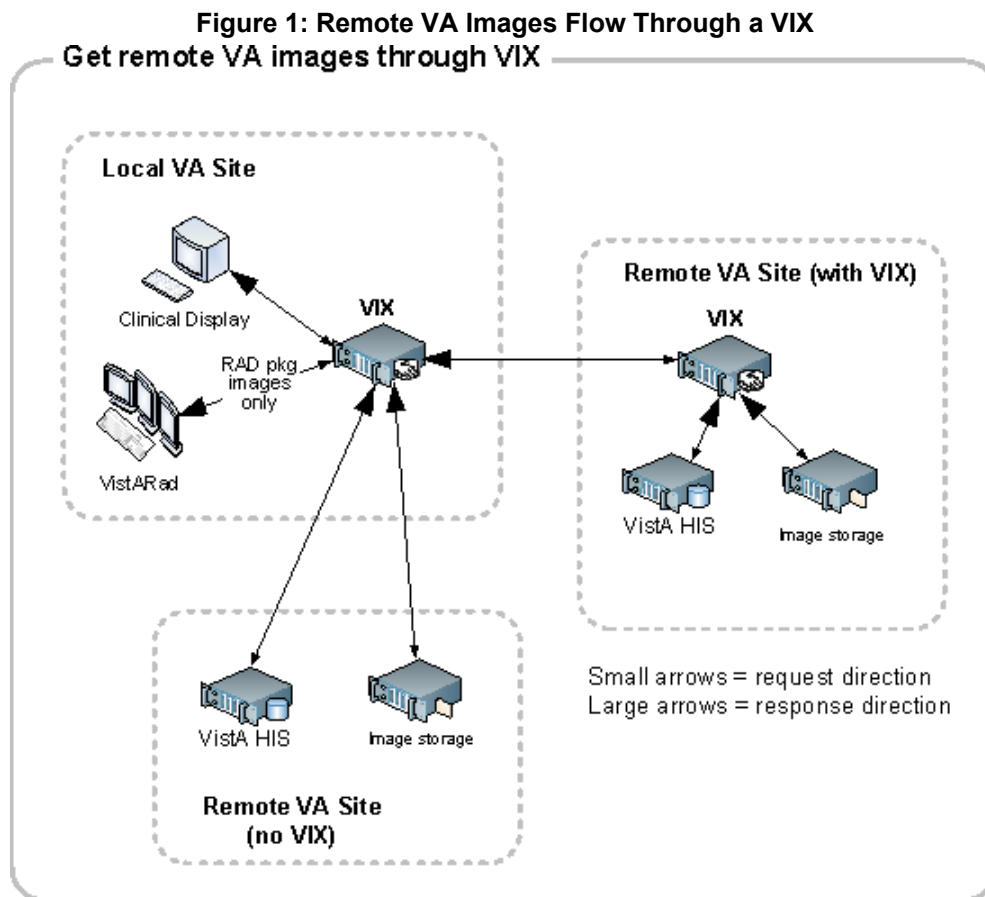 Figure 1: Remote VA Images Flow Through a VIX
Get remote VA images through VIX
Local VA Site
Clinical Display
VIX
RAD pkg
images
only
VistARad
Remote VA Site (with VIX)
VIX
VistA HIS
Image storage
VistA HIS
Image storage
Remote VA Site
(no VIX)
Small arrows = request direction
Large arrows = response direction